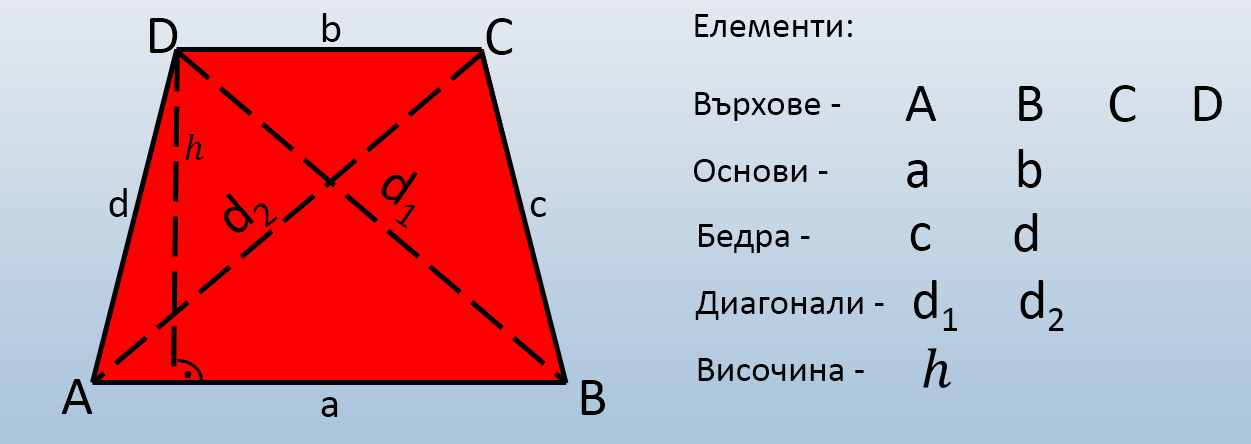 D b C
h
d d₂ d₁ c
A a B
Елементи:
Върхове - A B C D
Основи - a b
Бедра - c d
Диагонали - d₁ d₂
Височина - h